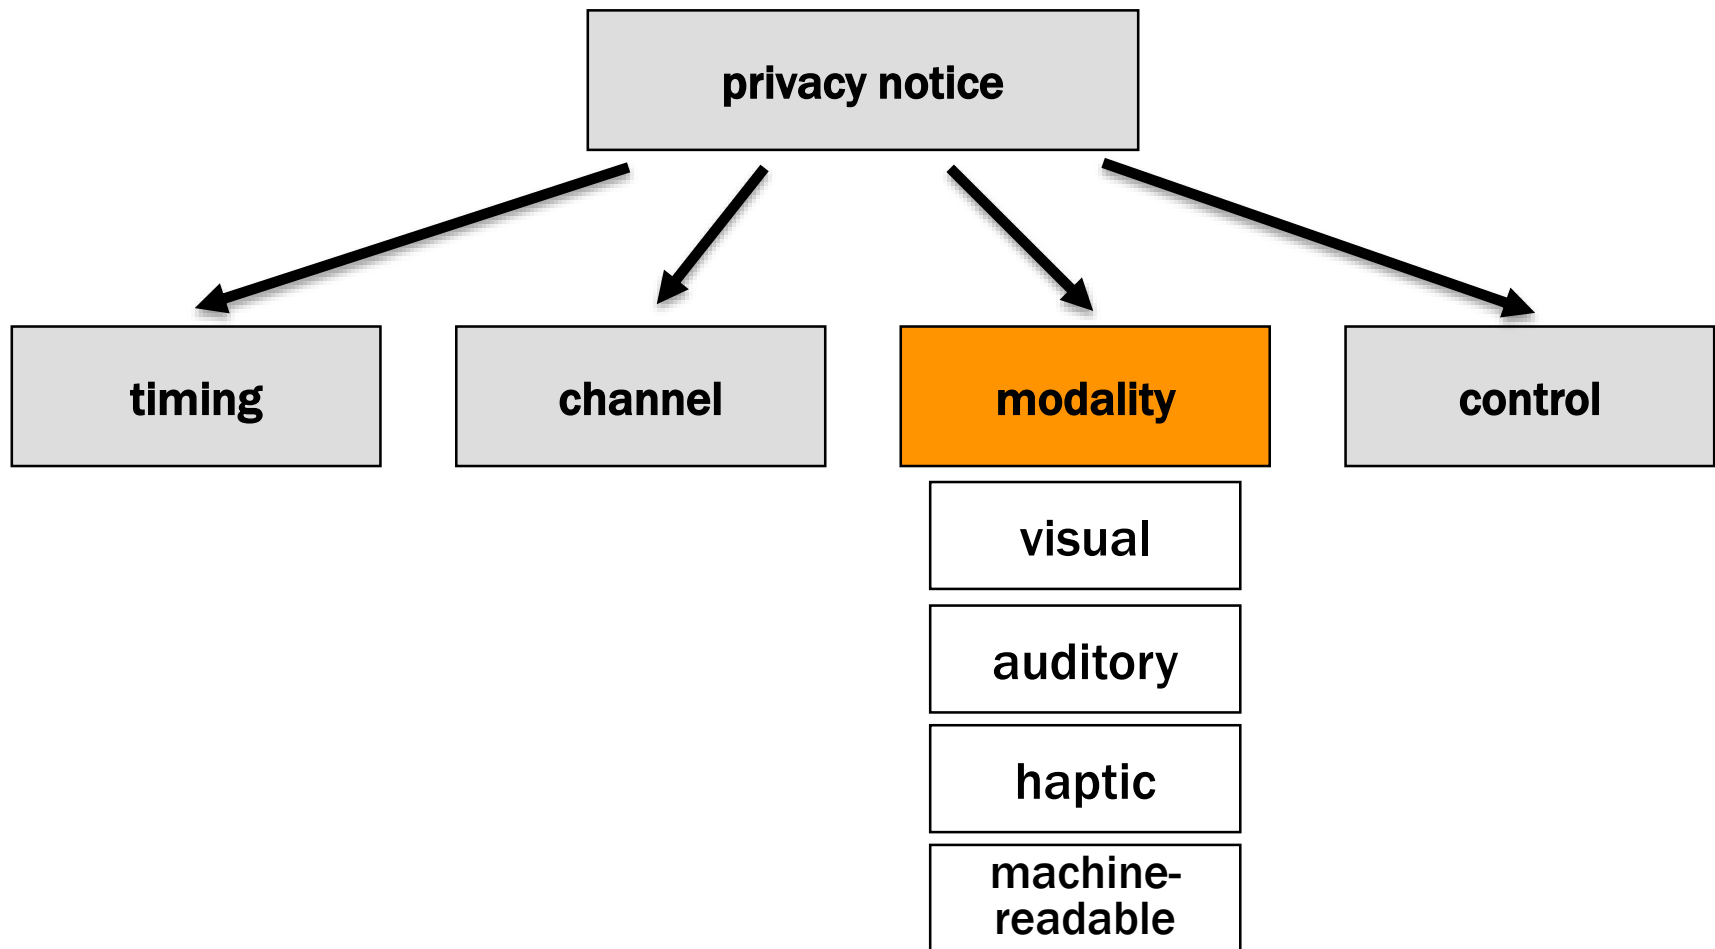 privacy notice
timing
channel
modality
control
visual
auditory
haptic
machine-
readable